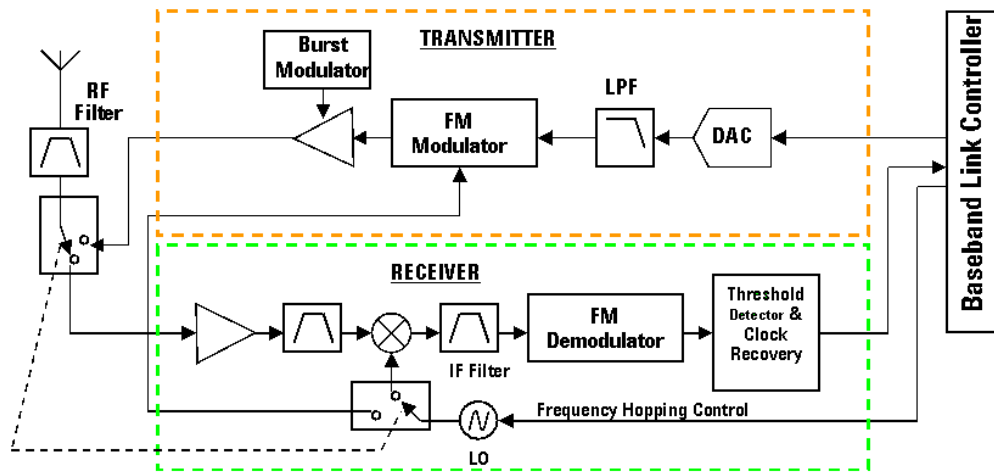 TRANSMITTER
Burst
Modulator
RF
Filter
FM
Modulator
LPF
DAC
Baseband Link Controller
RECEIVER
IF Filter
FM
Demodulator
Threshold
Detector &
Clock
Recovery
Frequency Hopping Control
LO